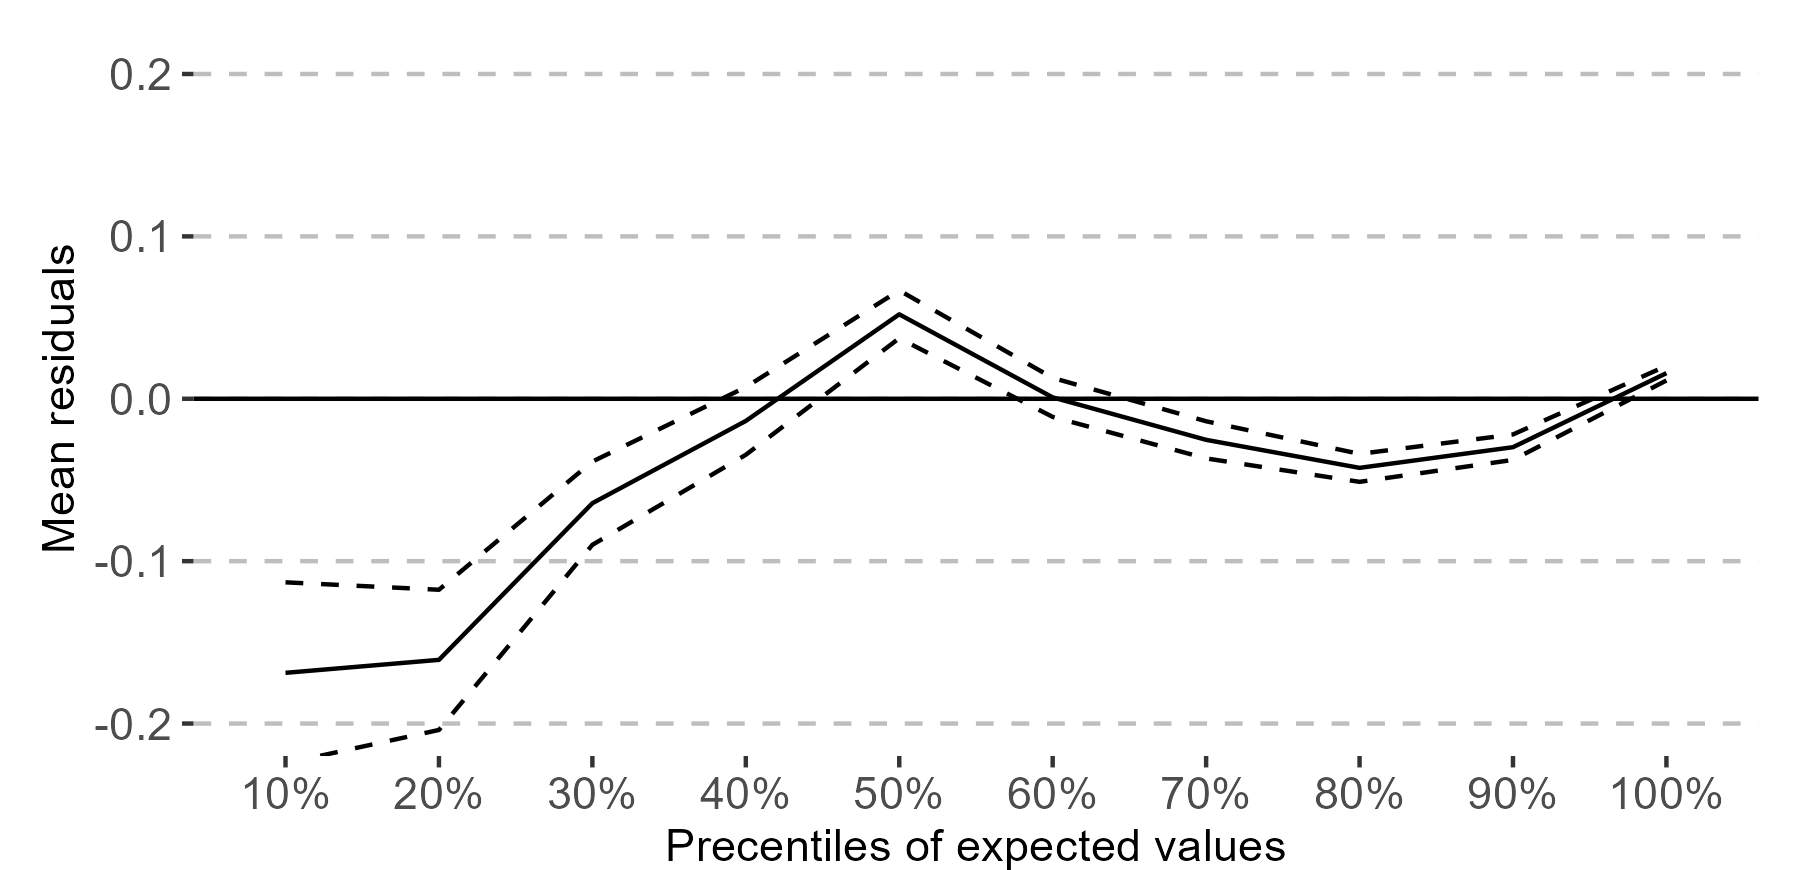 0.2
0.1
0.0
-0.1
-0.2
Mean residuals
10% 20% 30% 40% 50% 60% 70% 80% 90% 100%
Precentiles of expected values